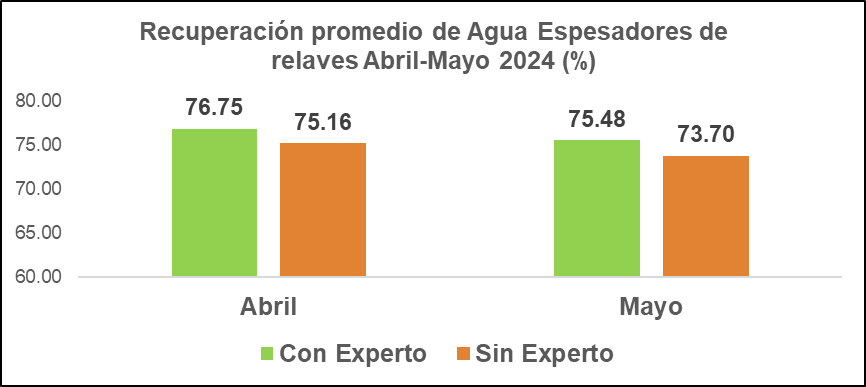 Recuperación promedio de Agua Espesadores de
relaves Abril-Mayo 2024 (%)
80.00
75.00
70.00
65.00
60.00
76.75
75.16
75.48
73.70
Abril
Mayo
Con Experto
Sin Experto